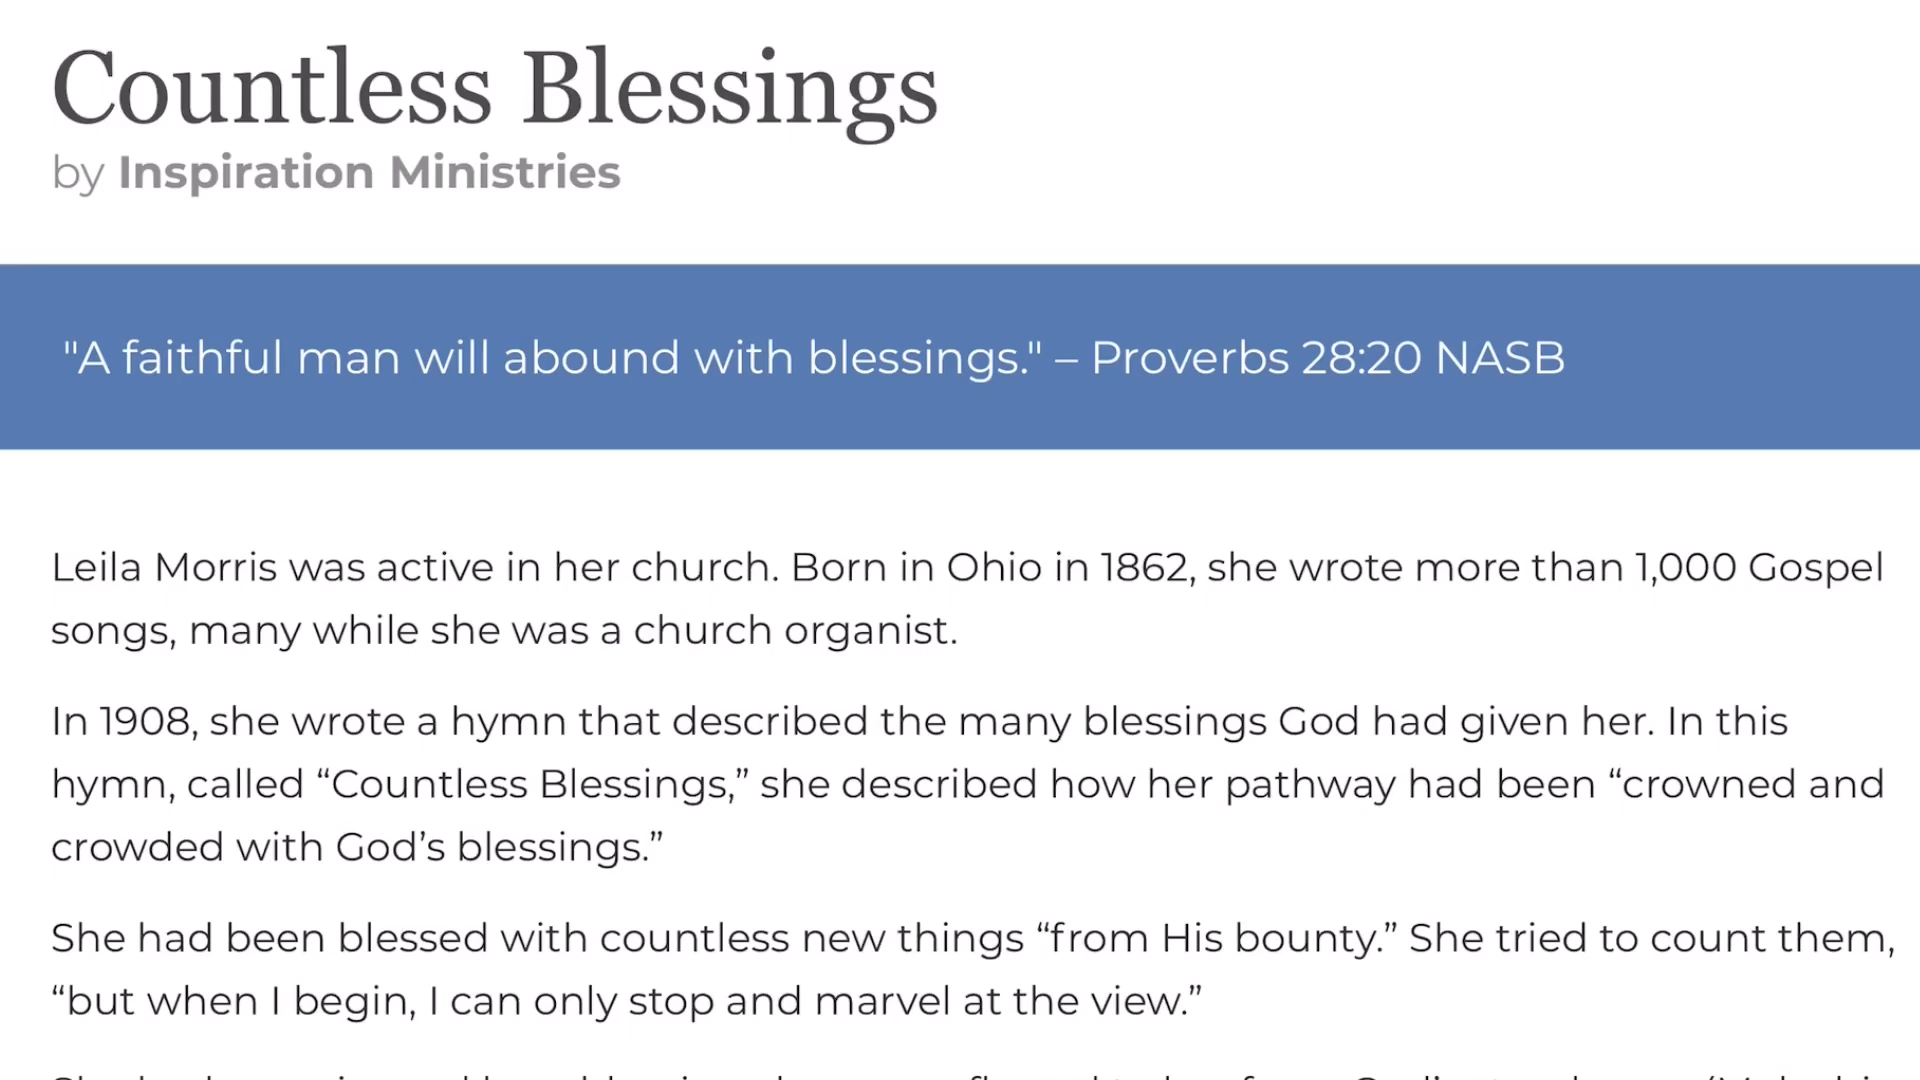 Countless Blessings
by Inspiration Ministries
"A faithful man will abound with blessings." – Proverbs 28:20 NASB
Leila Morris was active in her church. Born in Ohio in 1862, she wrote more than 1,000 Gospel
songs, many while she was a church organist.
In 1908, she wrote a hymn that described the many blessings God had given her. In this
hymn, called “Countless Blessings,” she described how her pathway had been “crowned and
crowded with God’s blessings.”
She had been blessed with countless new things “from His bounty.” She tried to count them,
“but when I begin, I can only stop and marvel at the view.”